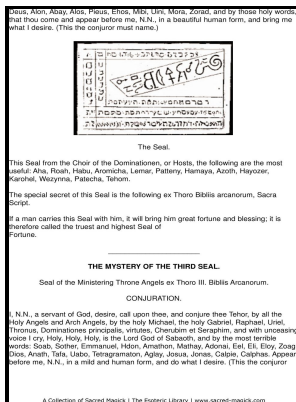 Deus, Alon, Abay, Alos, Pieus, Ehos, Mibi, Uini, Mora, Zorad, and by those holy words,
that thou come and appear before me, N.N., in a beautiful human form, and bring me
what I desire. (This the conjuror must name.)
The Seal.
This Seal from the Choir of the Dominationen, or Hosts, the following are the most
useful: Aha, Roah, Habu, Aromicha, Lemar, Patteny, Hamaya, Azoth, Hayozer,
Karohel, Wezynna, Patecha, Tehom.
The special secret of this Seal is the following ex Thoro Bibliis arcanorum, Sacra
Script.
If a man carries this Seal with him, it will bring him great fortune and blessing; it is
therefore called the truest and highest Seal of
Fortune.
THE MYSTERY OF THE THIRD SEAL.
Seal of the Ministering Throne Angels ex Thoro III. Bibliis Arcanorum.
CONJURATION.
I, N.N., a servant of God, desire, call upon thee, and conjure thee Tehor, by all the
Holy Angels and Arch Angels, by the holy Michael, the holy Gabriel, Raphael, Uriel,
Thronus, Dominationes principalis, virtutes, Cherubim et Seraphim, and with unceasing
voice I cry, Holy, Holy, Holy, is the Lord God of Sabaoth, and by the most terrible
words: Soab, Sother, Emmanuel, Hdon, Amathon, Mathay, Adonai, Eel, Eli, Eloy, Zoag,
Dios, Anath, Tafa, Uabo, Tetragramaton, Aglay, Josua, Jonas, Calpie, Calphas. Appear
before me, N.N., in a mild and human form, and do what I desire. (This the conjuror
A Collection of Sacred Magick | The Esoteric Library | www.sacred-magick.com